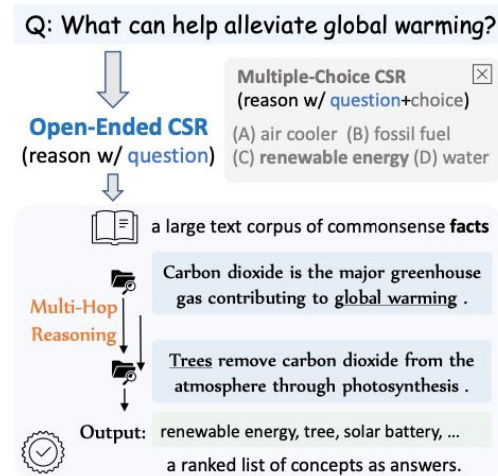 Q: What can help alleviate global warming?
Multiple-Choice CSR
(reason w/ question+choice)
(A) air cooler (B) fossil fuel
(C) renewable energy (D) water
Open-Ended CSR
(reason w/ question)
a large text corpus of commonsense facts
Carbon dioxide is the major greenhouse
gas contributing to global warming .
Multi-Hop
Reasoning
Trees remove carbon dioxide from the
atmosphere through photosynthesis .
Output: renewable energy, tree, solar battery, ...
a ranked list of concepts as answers.